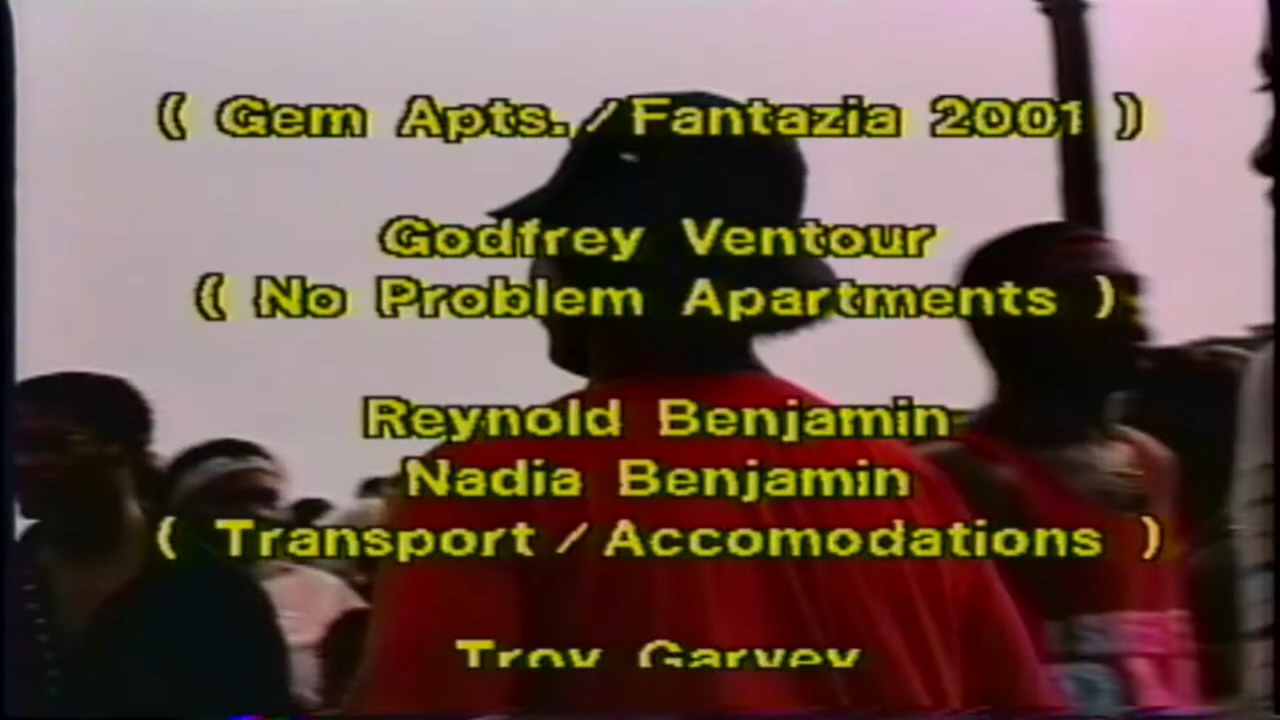 ( Gem Apts./Fantazia 2001 )
Godfrey Ventour
( No Problem Apartments )
Reynold Benjamin
Nadia Benjamin
( Transport/Accomodations )
Troy Garvey